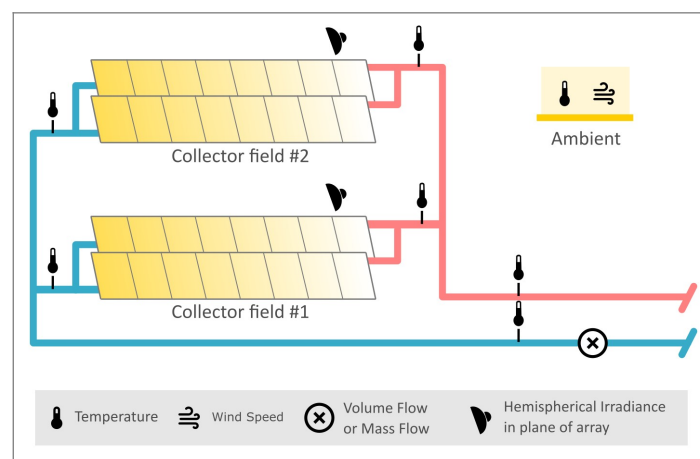 Collector field #2
Ambient
Collector field #1
Temperature
Wind Speed
Volume Flow
or Mass Flow
Hemispherical Irradiance
in plane of array